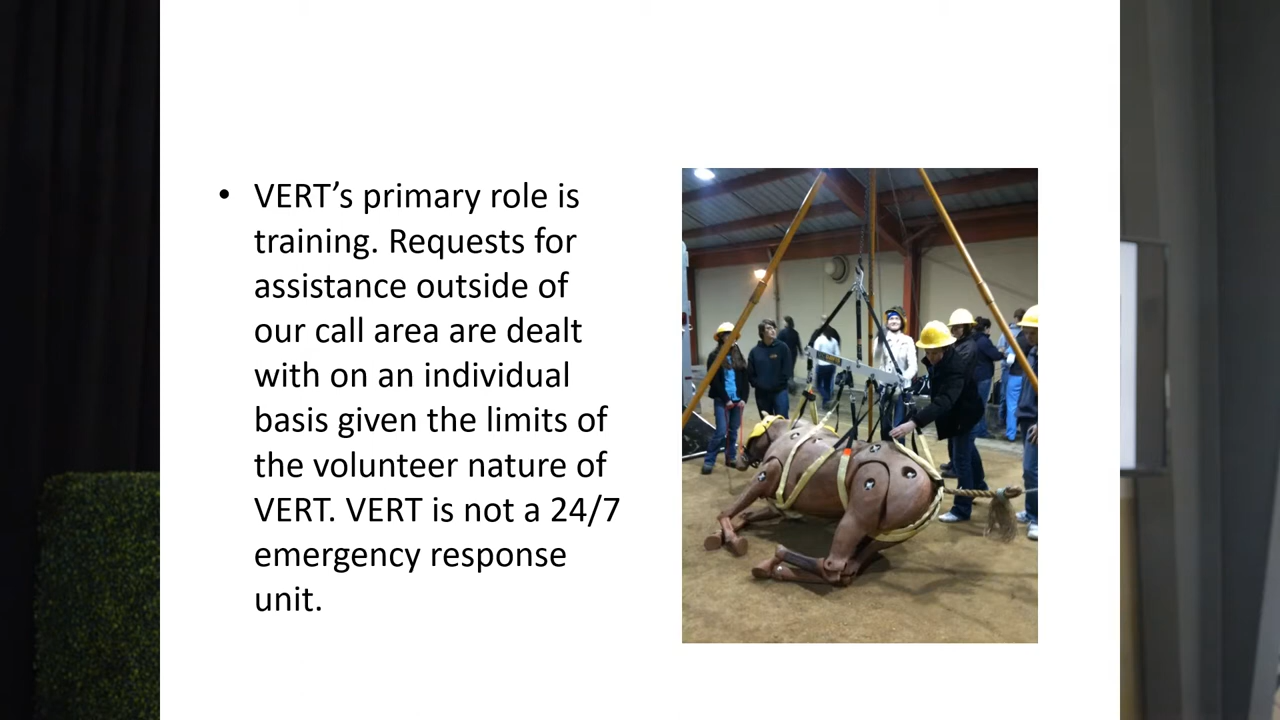 • VERT’s primary role is
training. Requests for
assistance outside of
our call area are dealt
with on an individual
basis given the limits of
the volunteer nature of
VERT. VERT is not a 24/7
emergency response
unit.